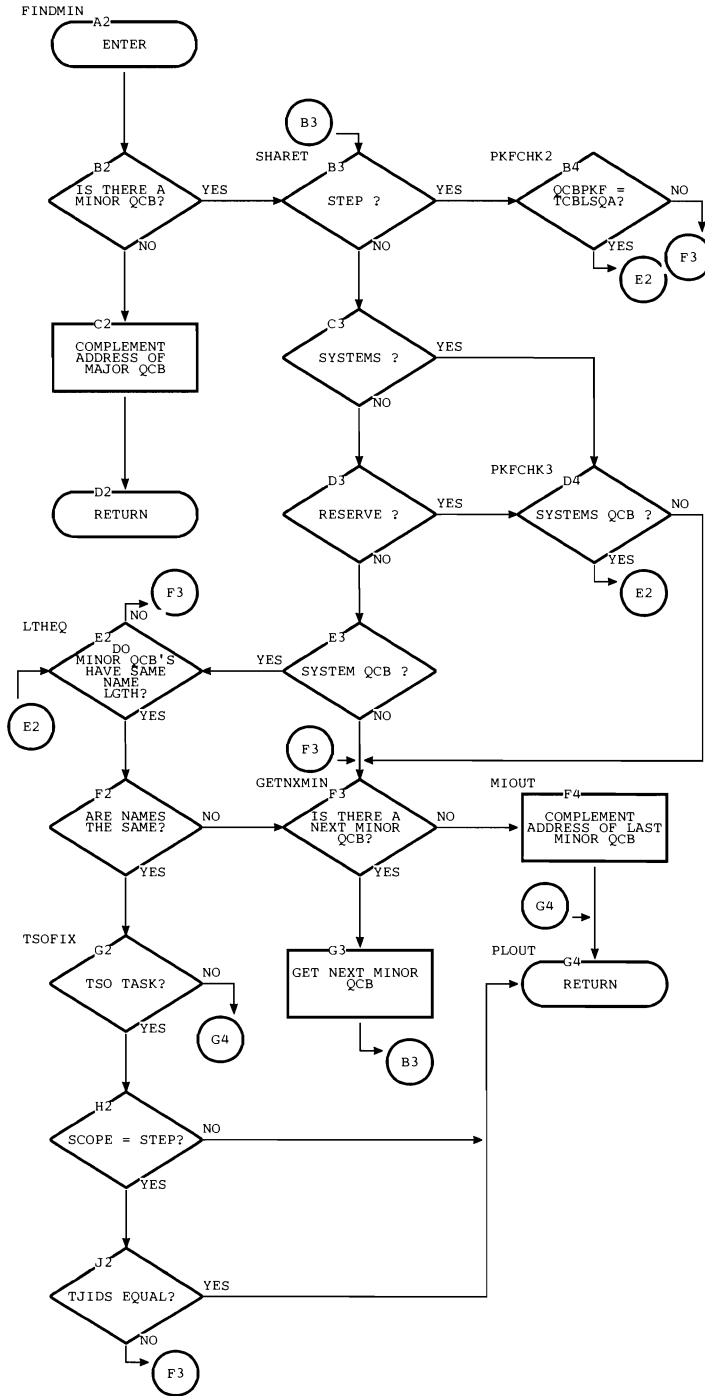 FINDMIN
A2
ENTER
B3
B2
IS THERE A
MINOR QCB?
YES
NO
SHARET
B3
STEP ?
YES
NO
PKFCHK2
B4
QCBPKF =
TCBLSQA?
NO
YES
E2
F3
C2
COMPLEMENT
ADDRESS OF
MAJOR QCB
C3
SYSTEMS ?
YES
NO
D2
RETURN
D3
RESERVE ?
YES
NO
PKFCHK3
D4
SYSTEMS QCB ?
NO
YES
E2
F3
NO
LTHEQ
E2
DO
MINOR QCB'S
HAVE SAME
NAME
LGTH?
YES
E2
E3
SYSTEM QCB ?
YES
NO
F3
F2
ARE NAMES
THE SAME?
NO
YES
GETNXMIN
F3
IS THERE A
NEXT MINOR
QCB?
NO
YES
MIOUT
F4
COMPLEMENT
ADDRESS OF LAST
MINOR QCB
G4
TSOFIX
G2
TSO TASK?
NO
YES
G4
G3
GET NEXT MINOR
QCB
B3
PLOUT
G4
RETURN
H2
SCOPE = STEP?
NO
YES
J2
TJIDS EQUAL?
YES
NO
F3